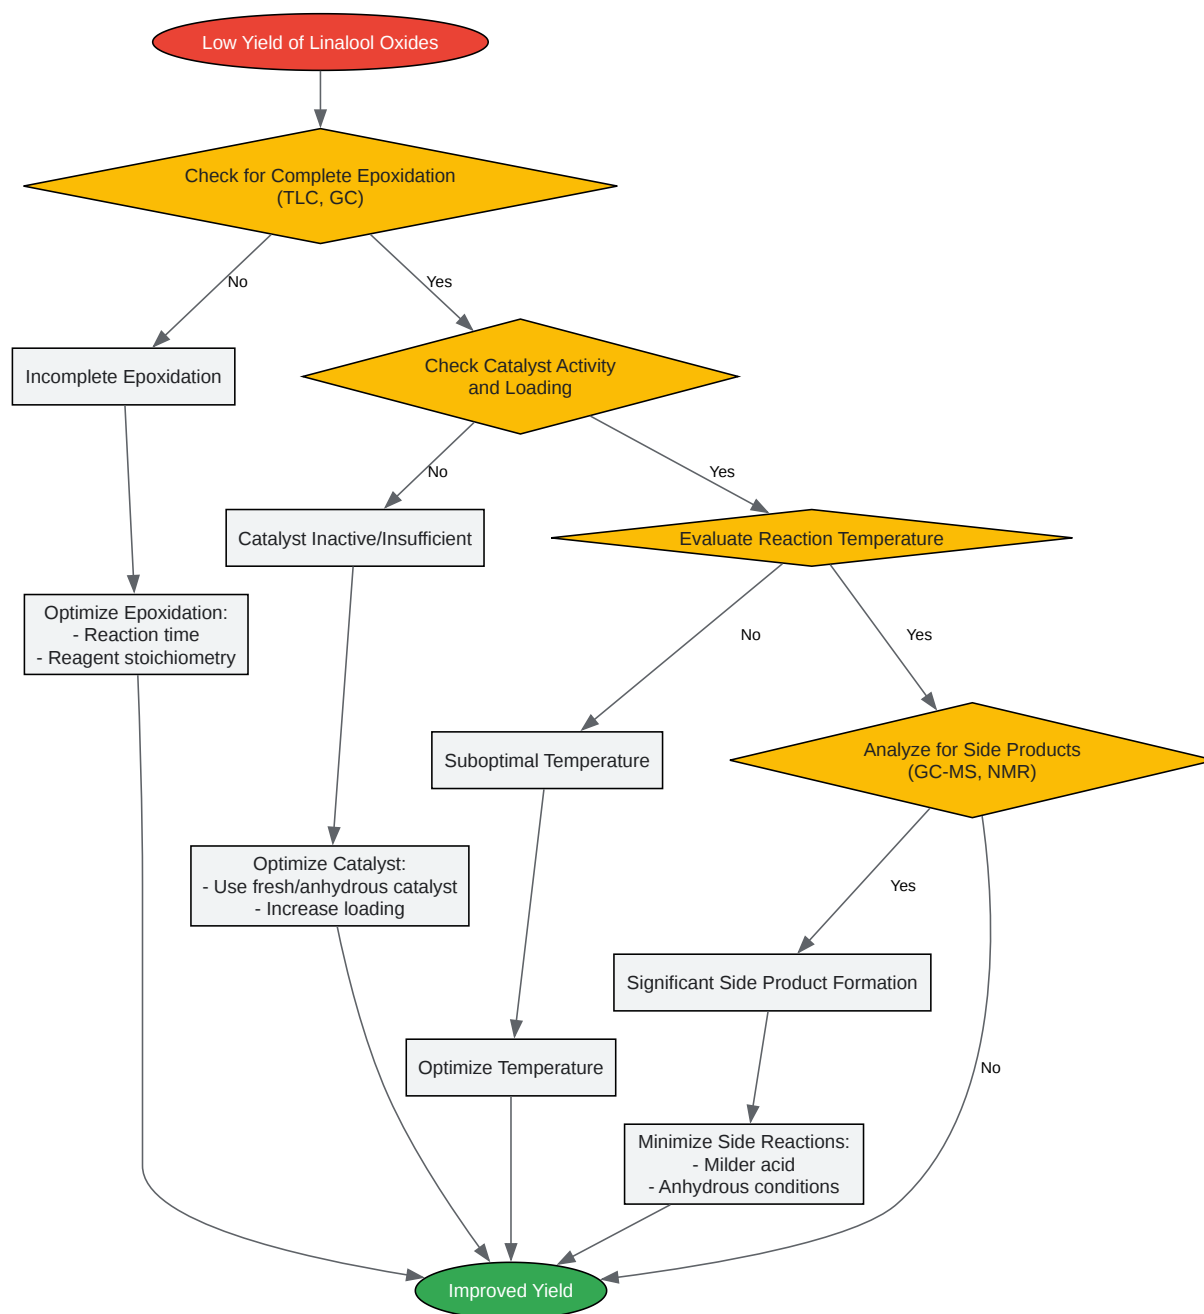 Low Yield of Linalool Oxides
Check for Complete Epoxidation
(TLC, GC)
No
Yes
Incomplete Epoxidation
Check Catalyst Activity
and Loading
No
Yes
Catalyst Inactive/Insufficient
Evaluate Reaction Temperature
Optimize Epoxidation:
- Reaction time
- Reagent stoichiometry
No
Yes
Suboptimal Temperature
Analyze for Side Products
(GC-MS, NMR)
Optimize Catalyst:
- Use fresh/anhydrous catalyst
- Increase loading
Yes
Significant Side Product Formation
Optimize Temperature
No
Minimize Side Reactions:
- Milder acid
- Anhydrous conditions
Improved Yield